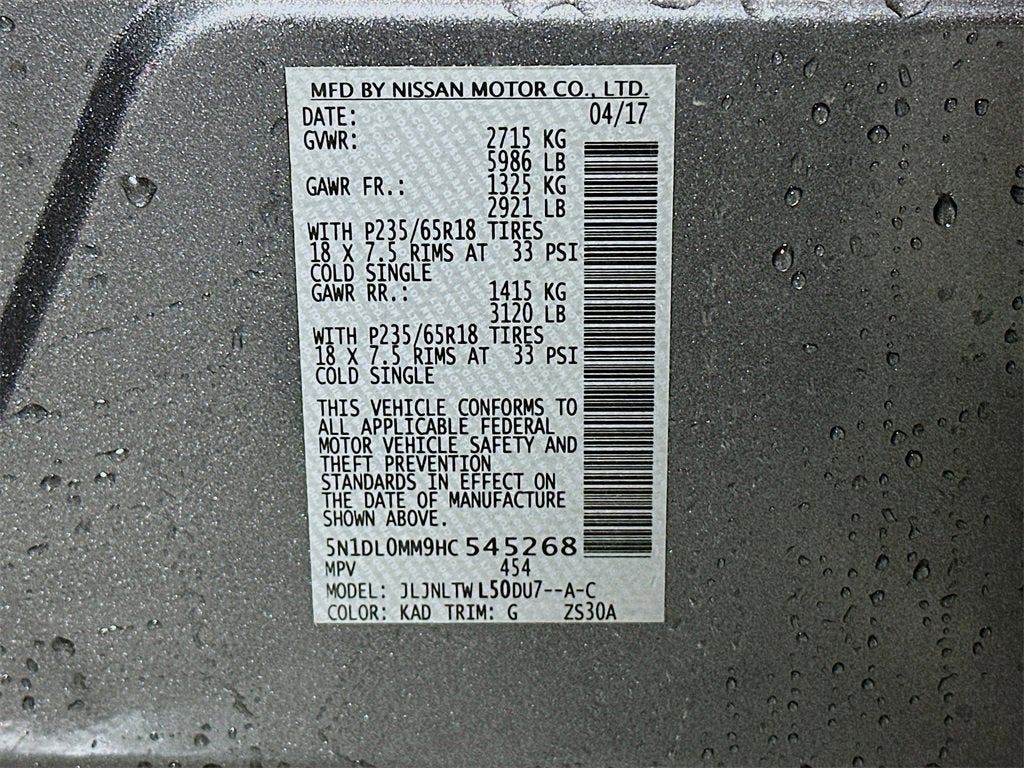 MFD BY NISSAN MOTOR CO., LTD.
DATE: 04/17
GVWR: 2715 KG
5986 LB
GAWR FR.: 1325 KG
2921 LB
WITH P235/65R18 TIRES
18 X 7.5 RIMS AT 33 PSI
COLD SINGLE
GAWR RR.: 1415 KG
3120 LB
WITH P235/65R18 TIRES
18 X 7.5 RIMS AT 33 PSI
COLD SINGLE
THIS VEHICLE CONFORMS TO
ALL APPLICABLE FEDERAL
MOTOR VEHICLE SAFETY AND
THEFT PREVENTION
STANDARDS IN EFFECT ON
THE DATE OF MANUFACTURE
SHOWN ABOVE.
5N1DL0MM9HC 545268
MPV 454
MODEL: JLJNLTW L50DU7--A-C
COLOR: KAD TRIM: G ZS30A